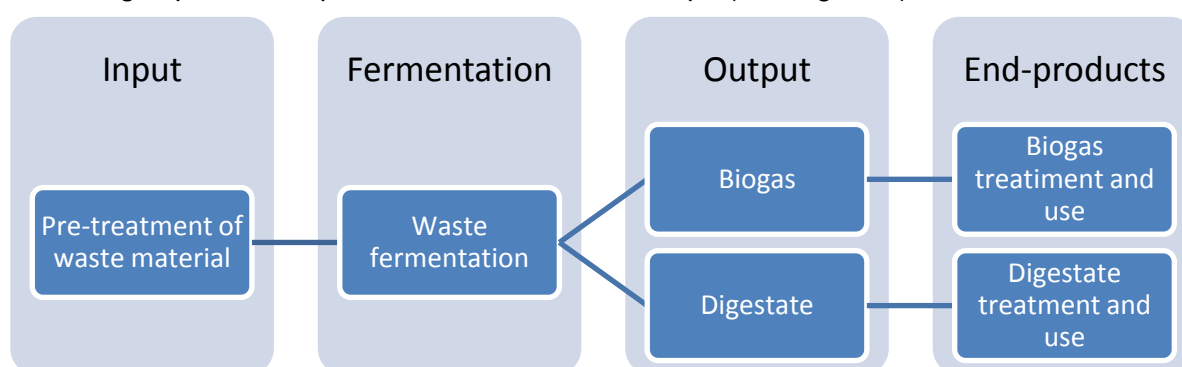 Input
Pre-treatment of
waste material
Fermentation
Waste
fermentation
Output
Biogas
Digestate
End-products
Biogas
treatiment and
use
Digestate
treatment and
use